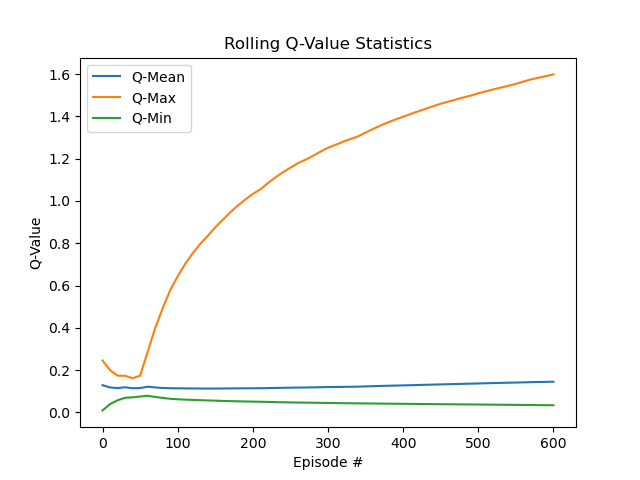 Rolling Q-Value Statistics
Q-Mean
Q-Max
Q-Min
Q-Value
1.6
1.4
1.2
1.0
0.8
0.6
0.4
0.2
0.0
0 100 200 300 400 500 600
Episode #